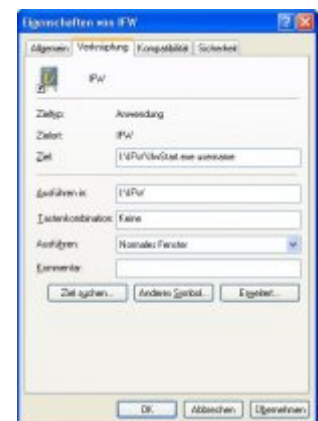 Eigenschaften von IFW
Allgemein Verknüpfung Kompatibilität Sicherheit
IFW
Zieltyp: Anwendung
Zielort: IFW
Ziel:
Ausführen in:
Tastenkombination: Keine
Ausführen: Normales Fenster
Kommentar:
Ziel suchen... Anderes Symbol... Erweitert...
OK Abbrechen Übernehmen